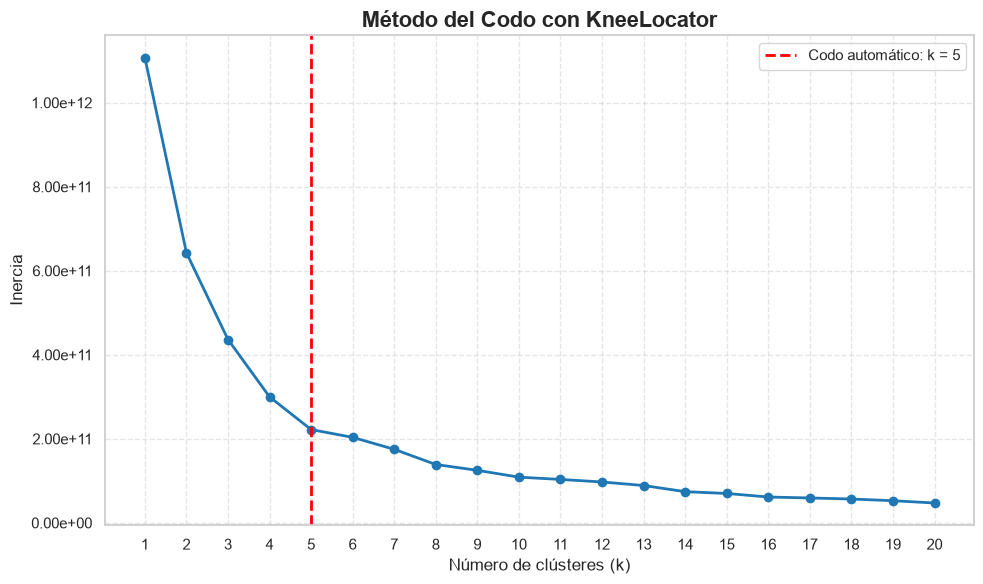 Método del Codo con KneeLocator
Codo automático: k = 5
1.00e+12
8.00e+11
6.00e+11
4.00e+11
2.00e+11
0.00e+00
Inercia
1 2 3 4 5 6 7 8 9 10 11 12 13 14 15 16 17 18 19 20
Número de clústeres (k)